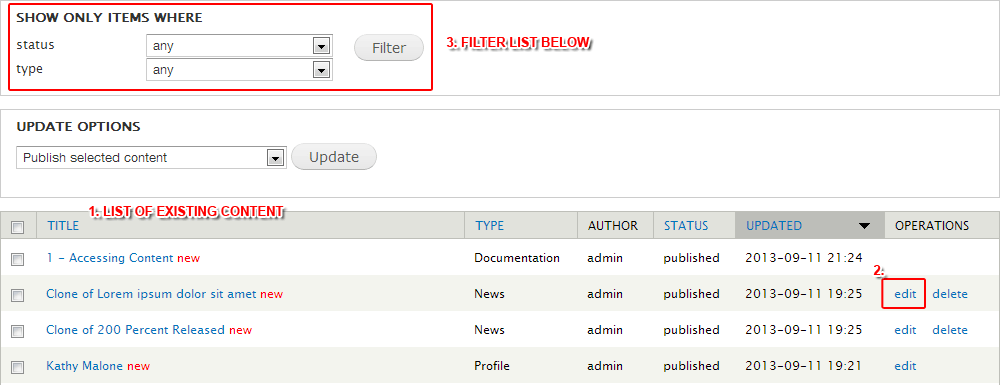 SHOW ONLY ITEMS WHERE
status any Filter
3. FILTER LIST BELOW
type any
UPDATE OPTIONS
Publish selected content Update
1. LIST OF EXISTING CONTENT
TITLE TYPE AUTHOR STATUS UPDATED OPERATIONS
1 - Accessing Content new Documentation admin published 2013-09-11 21:24
2.
Clone of Lorem ipsum dolor sit amet new News admin published 2013-09-11 19:25 edit delete
Clone of 200 Percent Released new News admin published 2013-09-11 19:25 edit delete
Kathy Malone new Profile admin published 2013-09-11 19:21 edit